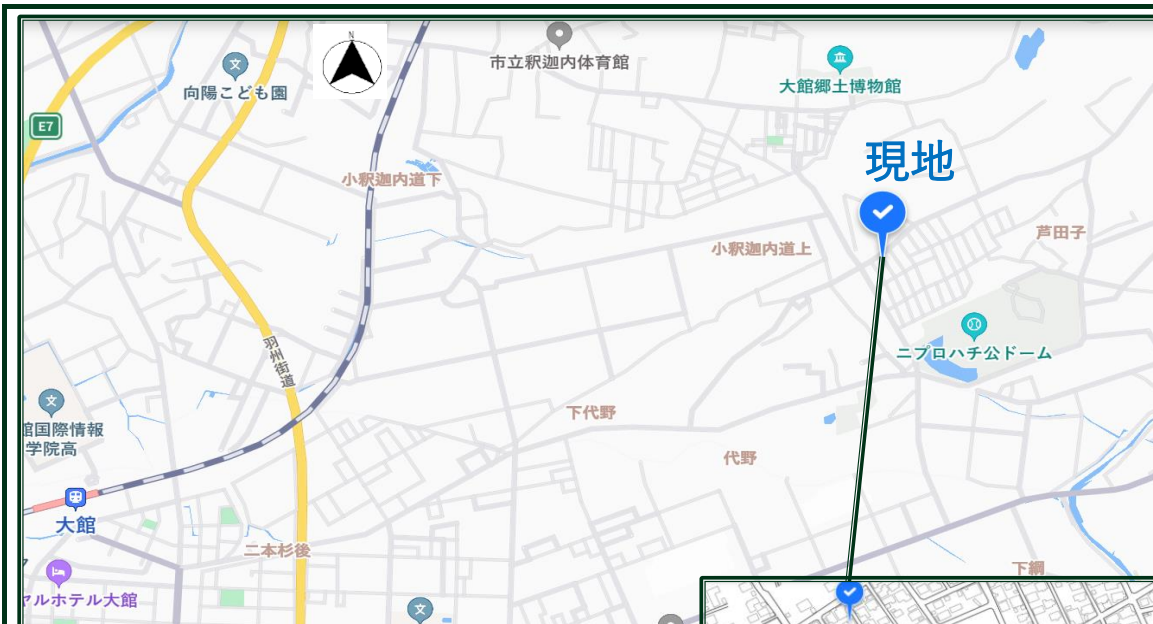 N
市立釈迦内体育館
大館郷土博物館
向陽こども園
E7
現地
小釈迦内道下
芦田子
小釈迦内道上
ニプロハチ公ドーム
羽州街道
文
下代野
館国際情報
学院高
代野
大館
二本杉後
下綱
ヤルホテル大館
文